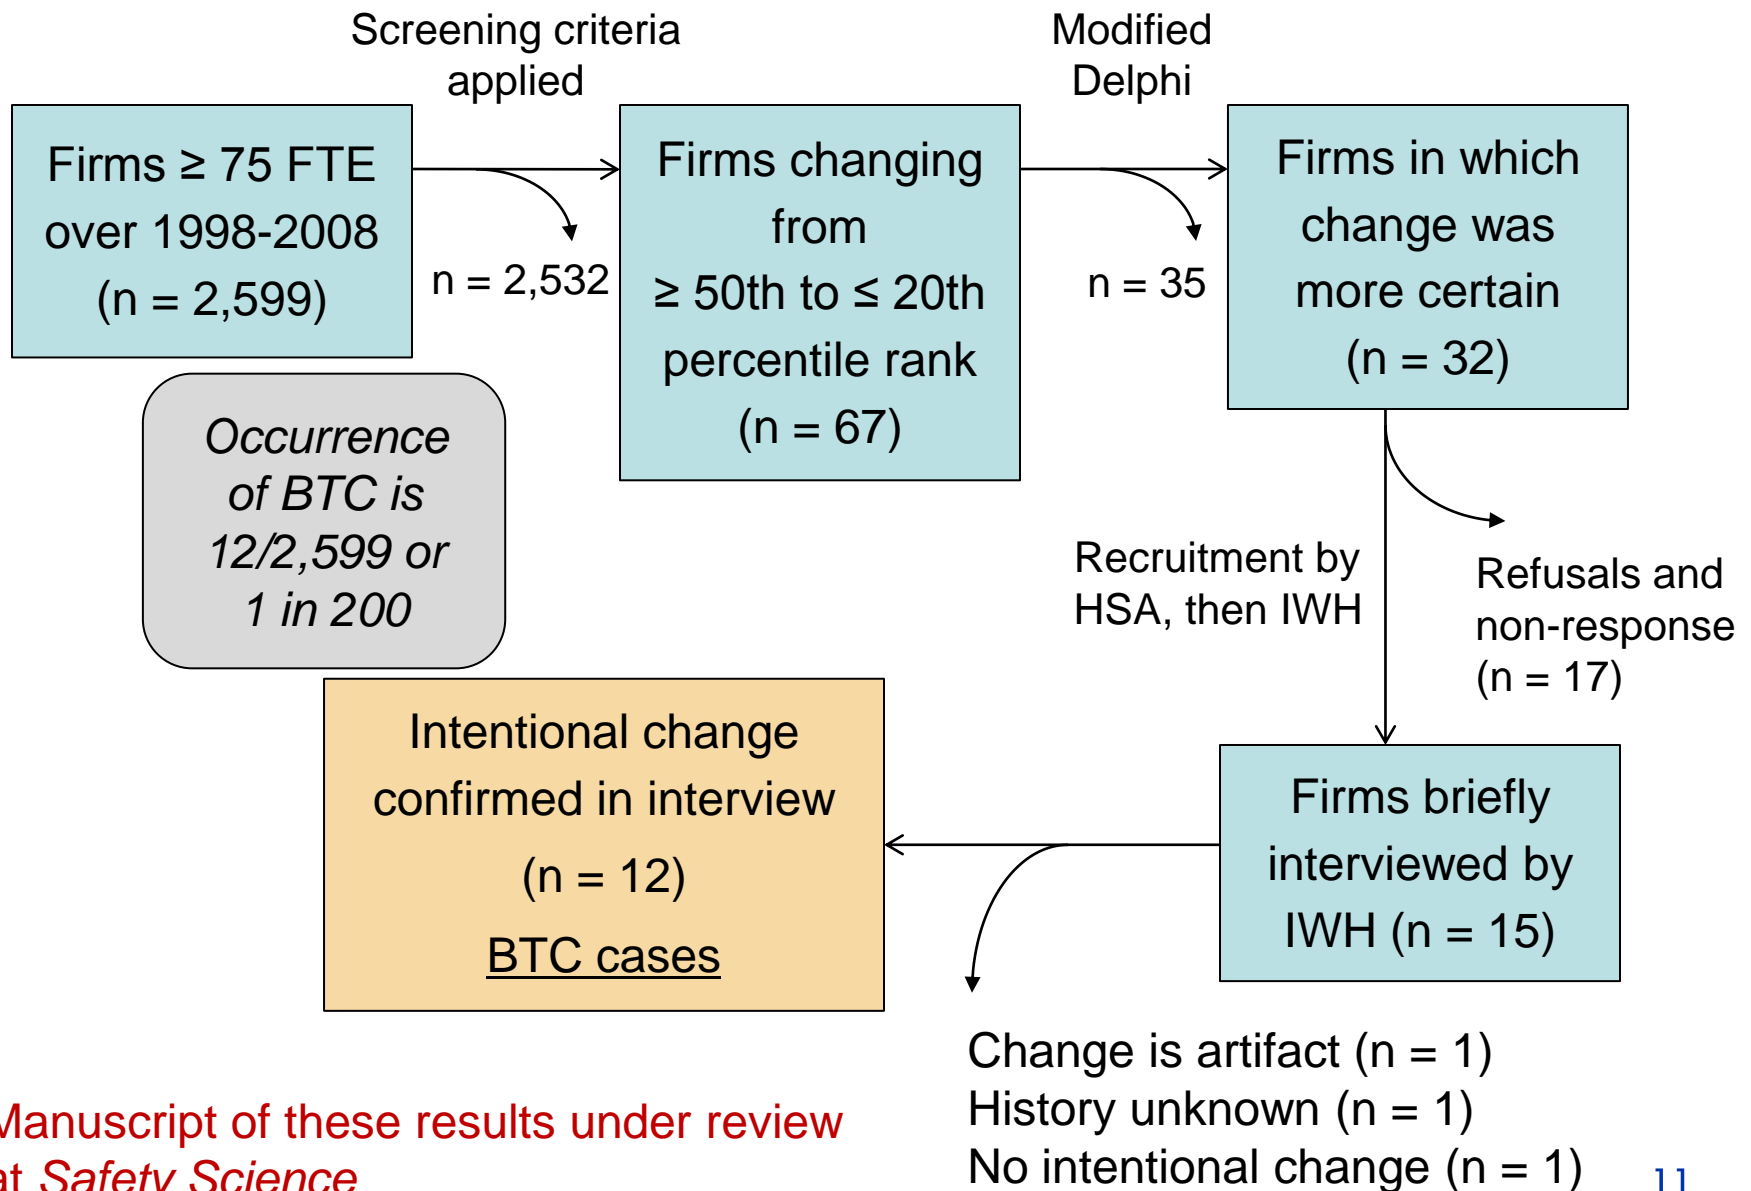 Screening criteria
applied
Modified
Delphi
Firms ≥ 75 FTE
over 1998-2008
(n = 2,599)
n = 2,532
Firms changing
from
≥ 50th to ≤ 20th
percentile rank
(n = 67)
n = 35
Firms in which
change was
more certain
(n = 32)
Occurrence
of BTC is
12/2,599 or
1 in 200
Recruitment by
HSA, then IWH
Refusals and
non-response
(n = 17)
Intentional change
confirmed in interview
(n = 12)
BTC cases
Firms briefly
interviewed by
IWH (n = 15)
Change is artifact (n = 1)
History unknown (n = 1)
No intentional change (n = 1)
Manuscript of these results under review
at Safety Science
11